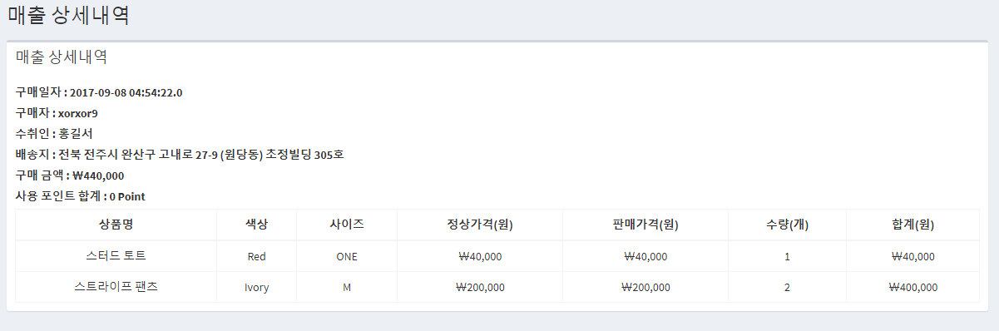 매출 상세내역
매출 상세내역
구매일자 : 2017-09-08 04:54:22.0
구매자 : xorxor9
수취인 : 홍길서
배송지 : 전북 전주시 완산구 고내로 27-9 (원당동) 초정빌딩 305호
구매 금액 : ₩440,000
사용 포인트 합계 : 0 Point
상품명 색상 사이즈 정상가격(원) 판매가격(원) 수량(개) 합계(원)
스터드 토트 Red ONE ₩40,000 ₩40,000 1 ₩40,000
스트라이프 팬츠 Ivory M ₩200,000 ₩200,000 2 ₩400,000